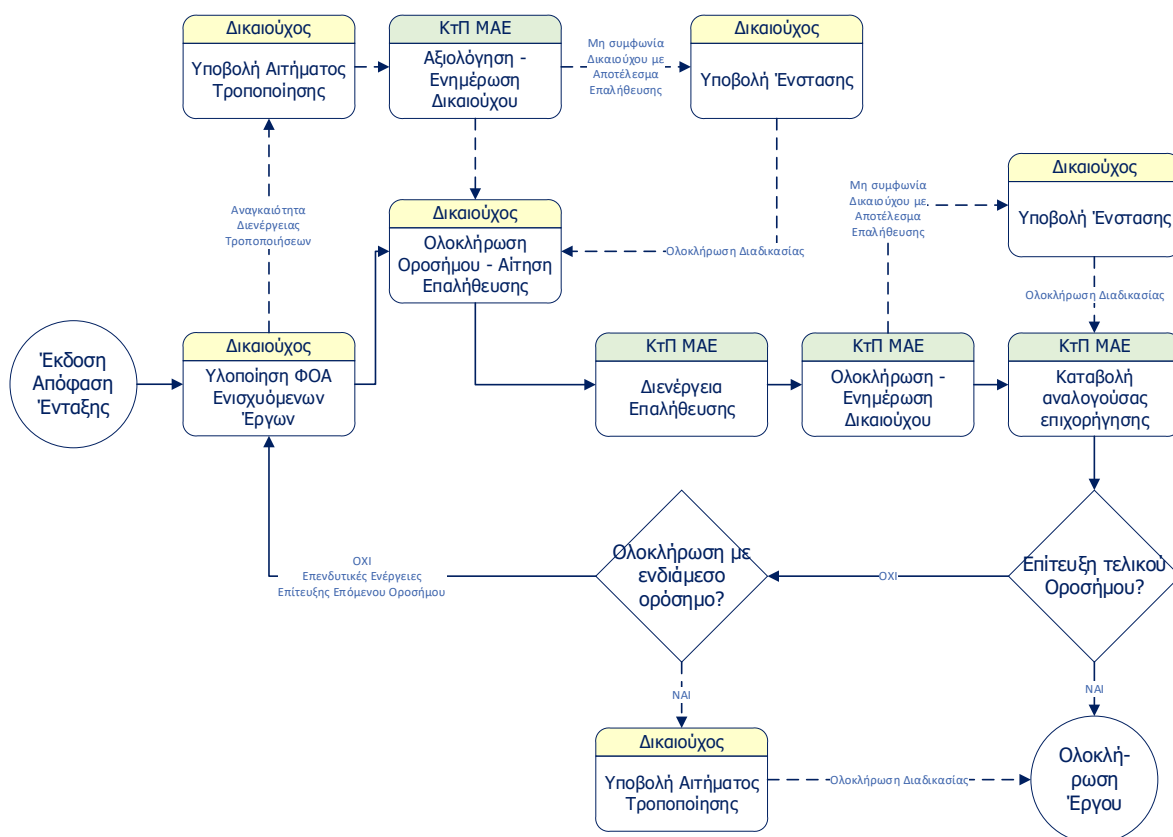 Δικαιούχος
Υποβολή Αιτήματος
Τροποποίησης
ΚτΠ ΜΑΕ
Αξιολόγηση -
Ενημέρωση
Δικαιούχου
Μη συμφωνία
Δικαιούχου με
Αποτέλεσμα
Επαλήθευσης
Δικαιούχος
Υποβολή Ένστασης
Αναγκαιότητα
Διενέργειας
Τροποποιήσεων
Δικαιούχος
Ολοκλήρωση
Οροσήμου - Αίτηση
Επαλήθευσης
Ολοκλήρωση Διαδικασίας
Μη συμφωνία
Δικαιούχου με
Αποτέλεσμα
Επαλήθευσης
Δικαιούχος
Υποβολή Ένστασης
Ολοκλήρωση Διαδικασίας
Έκδοση
Απόφαση
Ένταξης
Δικαιούχος
Υλοποίηση ΦΟΑ
Ενισχυόμενων
Έργων
ΚτΠ ΜΑΕ
Διενέργεια
Επαλήθευσης
ΚτΠ ΜΑΕ
Ολοκλήρωση -
Ενημέρωση
Δικαιούχου
ΚτΠ ΜΑΕ
Καταβολή
αναλογούσας
επιχορήγησης
Επίτευξη τελικού
Οροσήμου?
ΟΧΙ
Ολοκλήρωση με
ενδιάμεσο
ορόσημο?
ΟΧΙ
Επενδυτικές Ενέργειες
Επίτευξης Επόμενου Οροσήμου
ΝΑΙ
ΝΑΙ
Δικαιούχος
Υποβολή Αιτήματος
Τροποποίησης
Ολοκλήρωση Διαδικασίας
Ολοκλή-
ρωση
Έργου